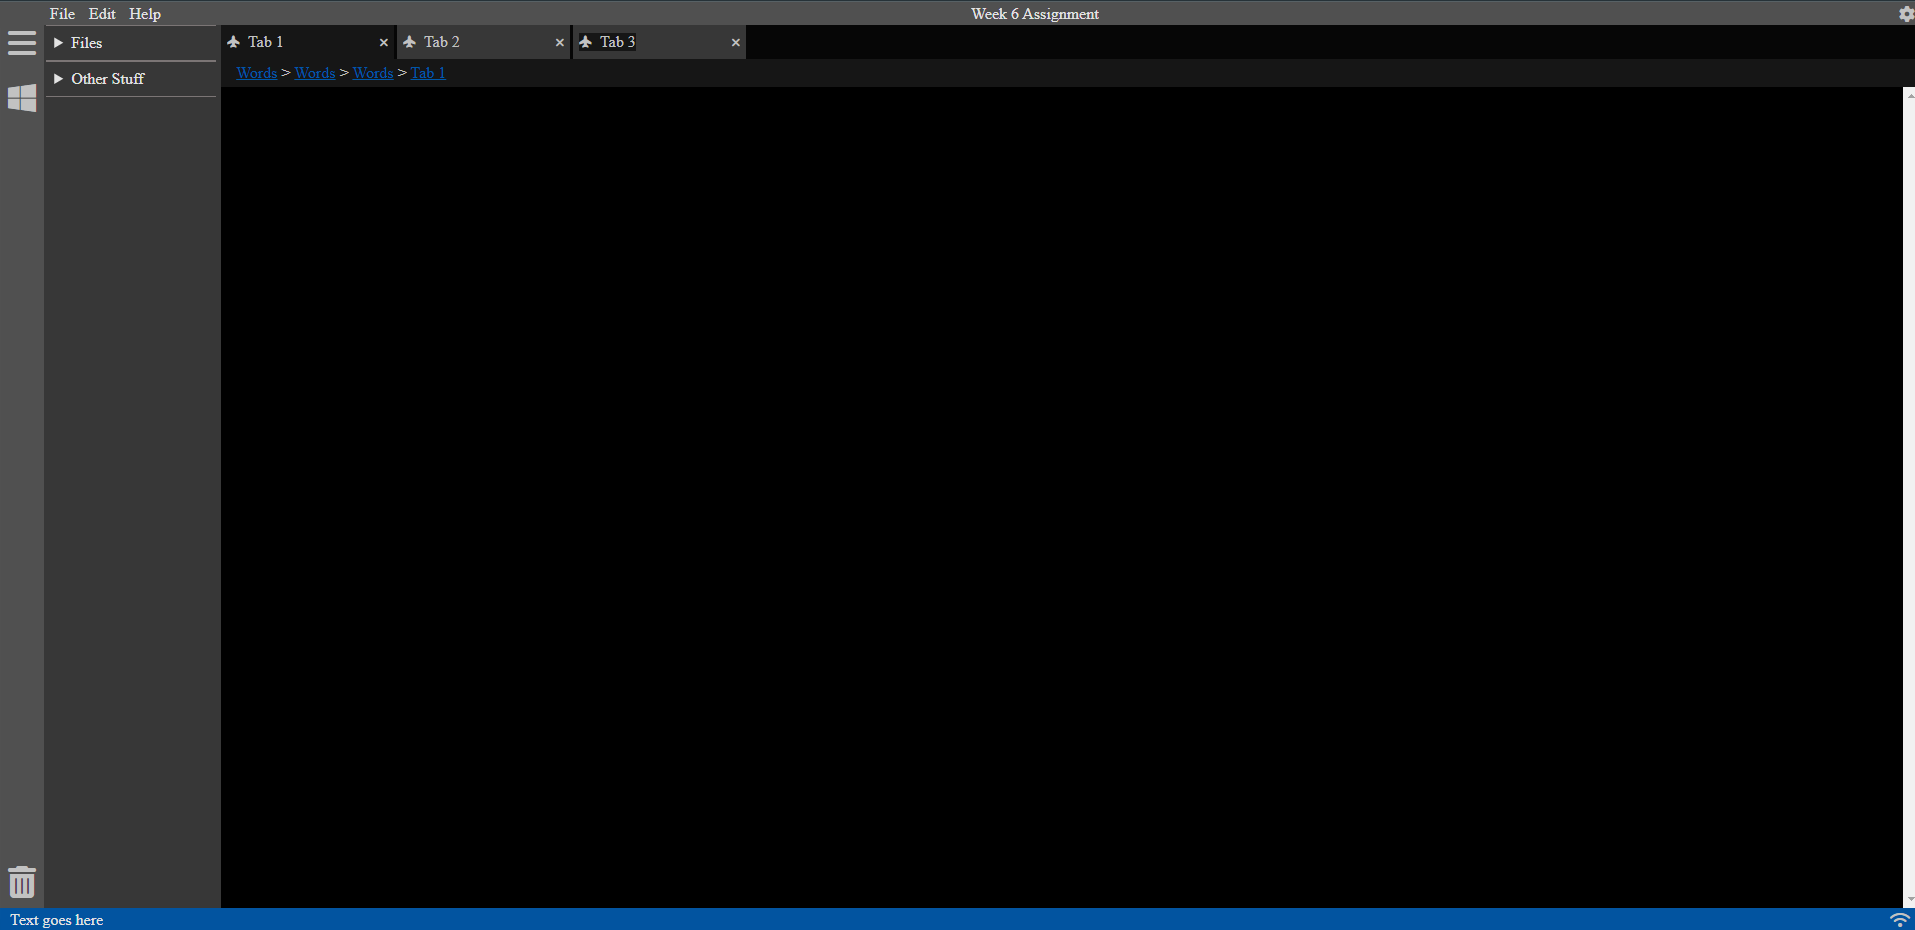 File Edit Help Week 6 Assignment
Files
Other Stuff
Tab 1 × Tab 2 × Tab 3 ×
Words > Words > Words > Tab 1
Text goes here